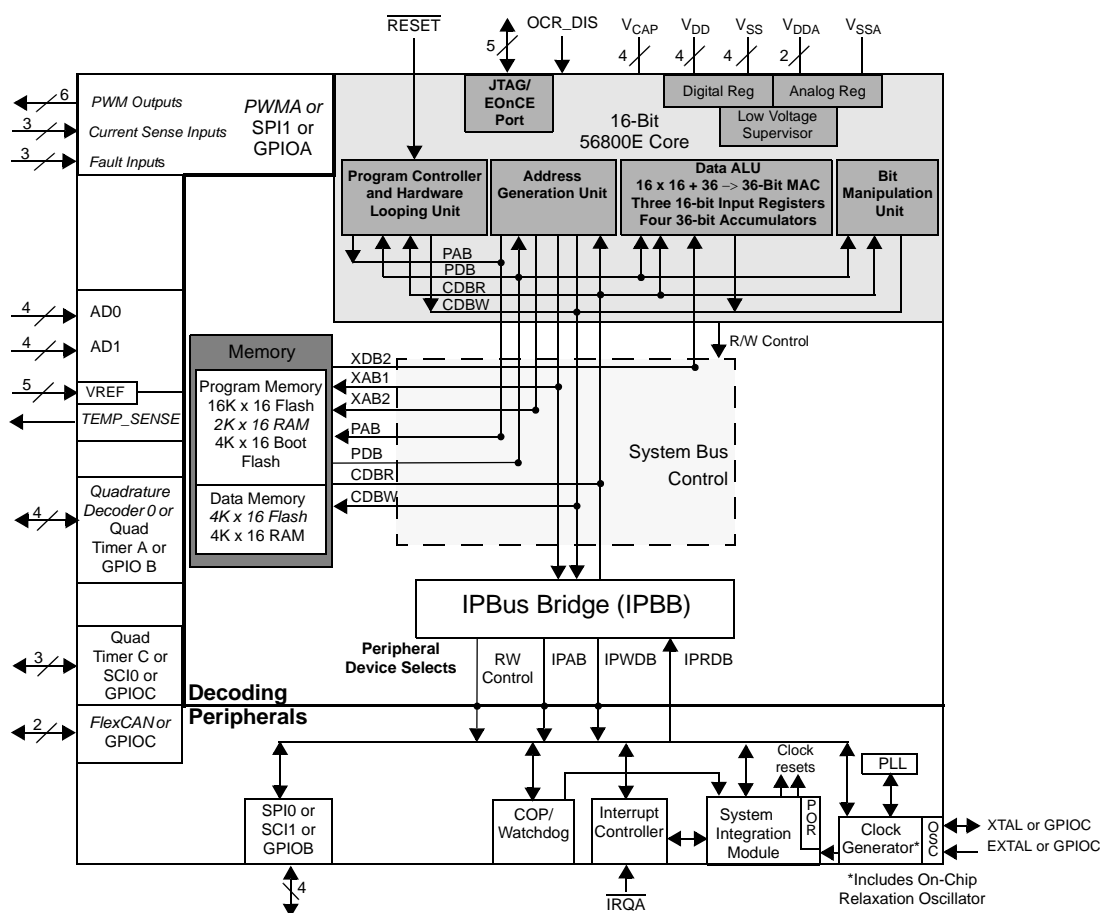 RESET
OCR_DIS
VCAP
VDD
VSS
VDDA
VSSA
5
4
4
4
2
6
PWM Outputs
3
Current Sense Inputs
3
Fault Inputs
PWMA or
SPI1 or
GPIOA
JTAG/
EOnCE
Port
16-Bit
56800E Core
Digital Reg
Analog Reg
Low Voltage
Supervisor
Program Controller
and Hardware
Looping Unit
Address
Generation Unit
Data ALU
16 x 16 + 36 -> 36-Bit MAC
Three 16-bit Input Registers
Four 36-bit Accumulators
Bit
Manipulation
Unit
PAB
PDB
CDBR
CDBW
4
AD0
4
AD1
5
VREF
TEMP_SENSE
R/W Control
Memory
Program Memory
16K x 16 Flash
2K x 16 RAM
4K x 16 Boot
Flash
Data Memory
4K x 16 Flash
4K x 16 RAM
XDB2
XAB1
XAB2
PAB
PDB
CDBR
CDBW
System Bus
Control
4
Quadrature
Decoder 0 or
Quad
Timer A or
GPIO B
IPBus Bridge (IPBB)
3
Quad
Timer C or
SCI0 or
GPIOC
Peripheral
Device Selects
RW
Control
IPAB
IPWDB
IPRDB
Decoding
Peripherals
2
FlexCAN or
GPIOC
Clock
resets
PLL
SPI0 or
SCI1 or
GPIOB
COP/
Watchdog
Interrupt
Controller
System
Integration
Module
POR
Clock
Generator*
OSC
XTAL or GPIOC
EXTAL or GPIOC
4
IRQA
*Includes On-Chip
Relaxation Oscillator